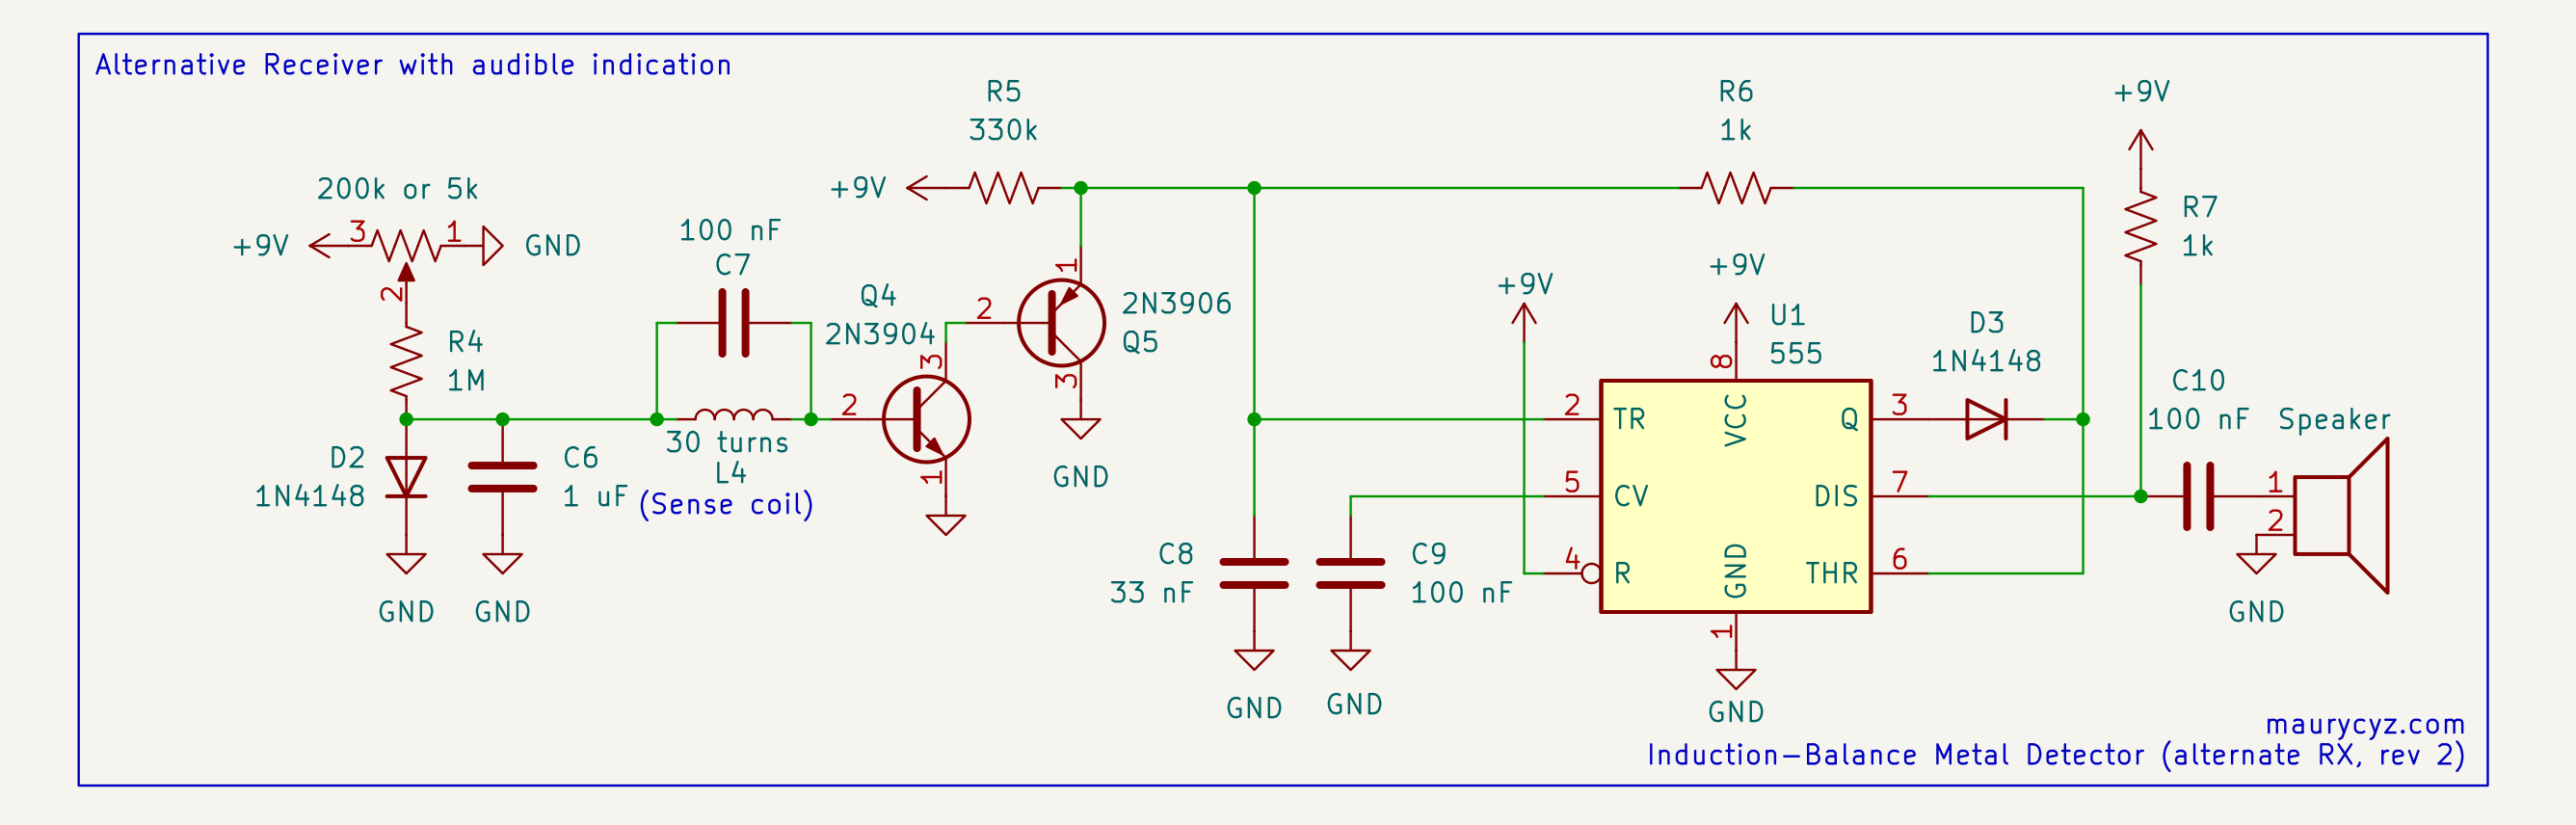 Alternative Receiver with audible indication
R5
330k
R6
1k
+9V
200k or 5k
+9V
3
1
GND
2
R4
1M
100 nF
C7
+9V
Q4
2N3904
2
3
1
1
2
3
2N3906
Q5
GND
D2
1N4148
C6
1 uF
30 turns
L4
(Sense coil)
GND
GND
+9V
+9V
U1
555
8
VCC
2
TR
5
CV
4
R
GND
1
Q
3
DIS
7
THR
6
D3
1N4148
R7
1k
C10
100 nF
Speaker
1
2
GND
C8
33 nF
C9
100 nF
GND
GND
GND
maurycyz.com
Induction-Balance Metal Detector (alternate RX, rev 2)